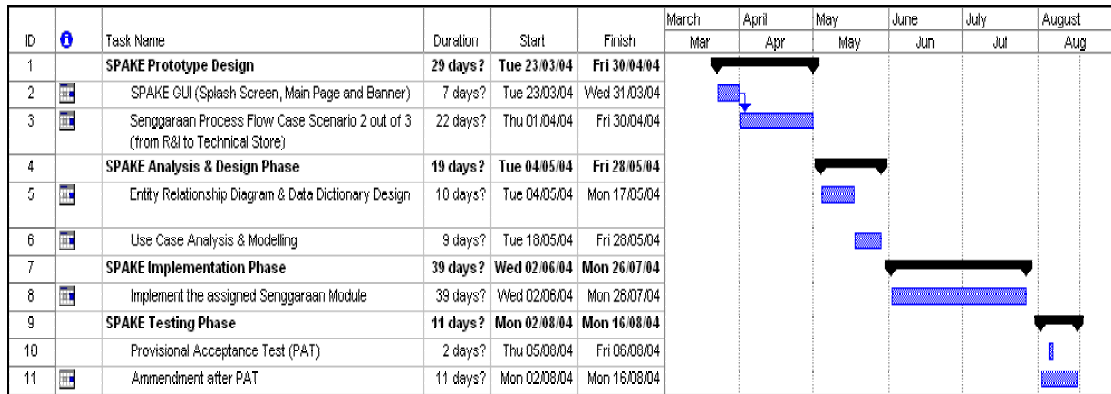 March April May June July August
ID Task Name Duration Start Finish Mar Apr May Jun Jul Aug
1 SPAKE Prototype Design 29 days? Tue 23/03/04 Fri 30/04/04
2 SPAKE GUI (Splash Screen, Main Page and Banner) 7 days? Tue 23/03/04 Wed 31/03/04
3 Senggaraan Process Flow Case Scenario 2 out of 3 22 days? Thu 01/04/04 Fri 30/04/04
(from R&I to Technical Store)
4 SPAKE Analysis & Design Phase 19 days? Tue 04/05/04 Fri 28/05/04
5 Entity Relationship Diagram & Data Dictionary Design 10 days? Tue 04/05/04 Mon 17/05/04
6 Use Case Analysis & Modelling 9 days? Tue 18/05/04 Fri 28/05/04
7 SPAKE Implementation Phase 39 days? Wed 02/06/04 Mon 26/07/04
8 Implement the assigned Senggaraan Module 39 days? Wed 02/06/04 Mon 26/07/04
9 SPAKE Testing Phase 11 days? Mon 02/08/04 Mon 16/08/04
10 Provisional Acceptance Test (PAT) 2 days? Thu 05/08/04 Fri 06/08/04
11 Ammendment after PAT 11 days? Mon 02/08/04 Mon 16/08/04